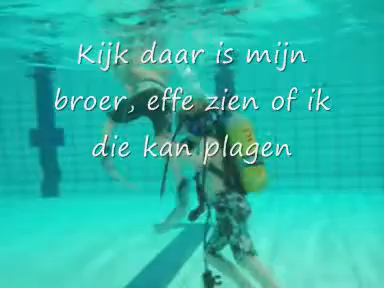 Kijk daar is mijn
broer, effe zien of ik
die kan plagen